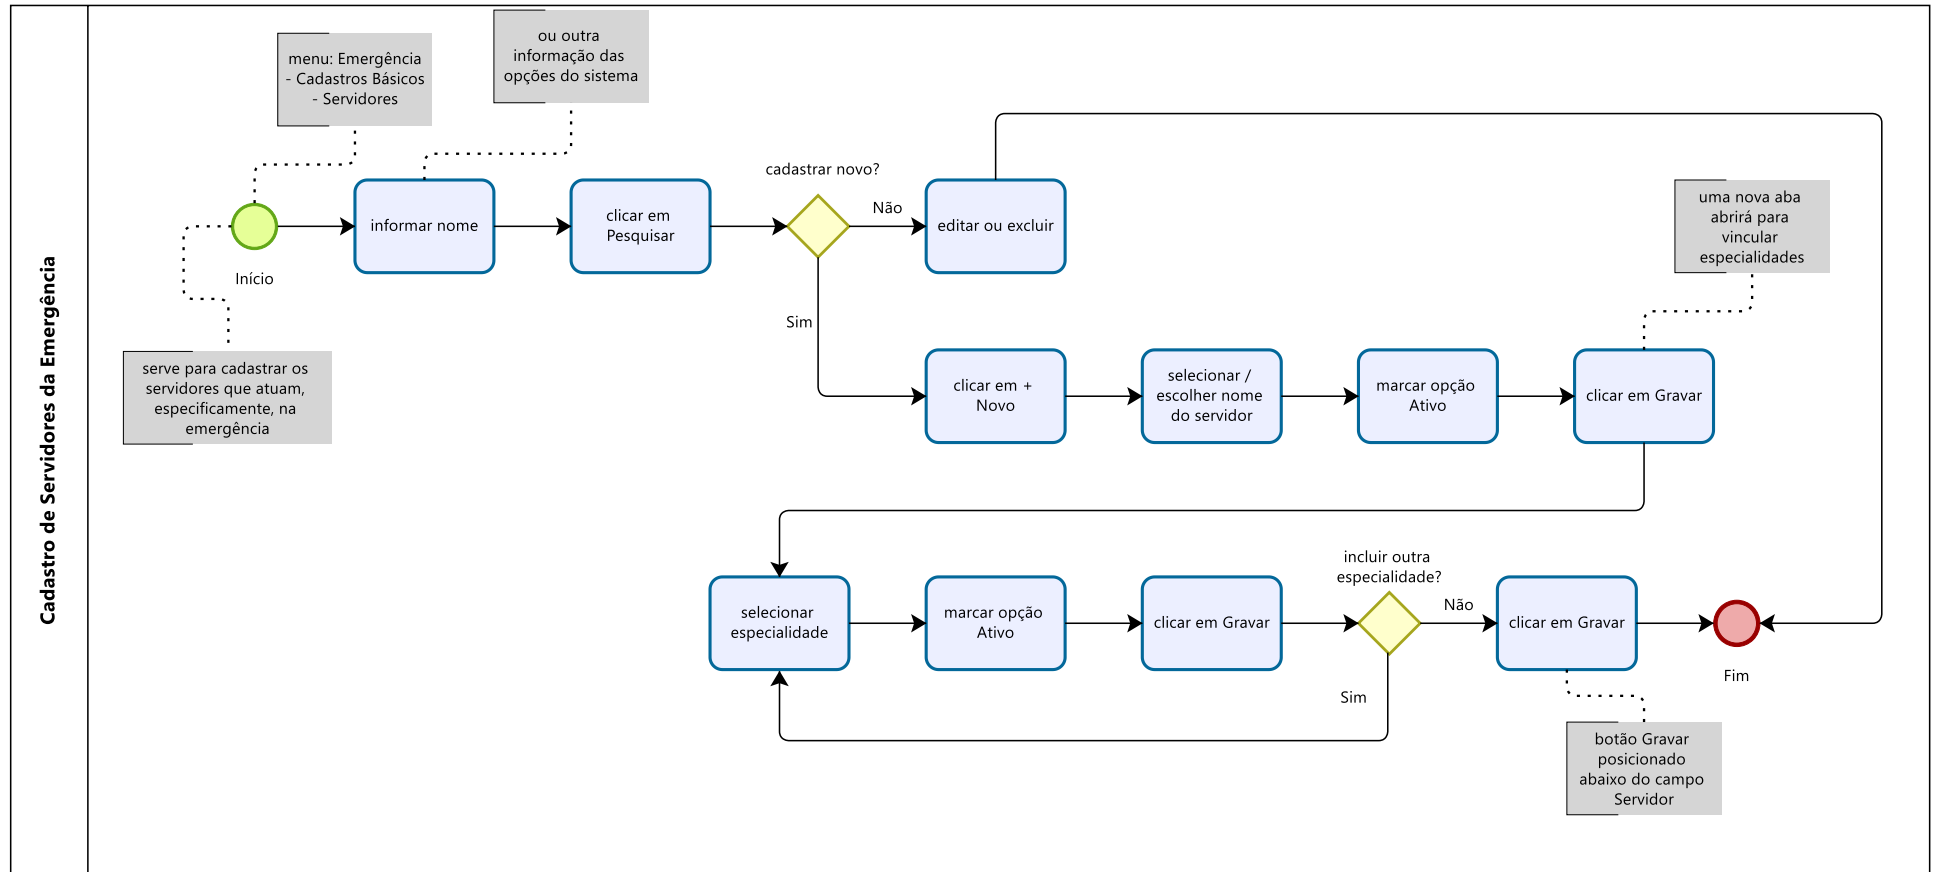 Cadastro de Servidores da Emergência
menu: Emergência
- Cadastros Básicos
- Servidores
ou outra
informação das
opções do sistema
Início
serve para cadastrar os
servidores que atuam,
especificamente, na
emergência
informar nome
clicar em
Pesquisar
cadastrar novo?
Não
editar ou excluir
Sim
clicar em +
Novo
selecionar /
escolher nome
do servidor
marcar opção
Ativo
clicar em Gravar
uma nova aba
abrirá para
vincular
especialidades
selecionar
especialidade
marcar opção
Ativo
clicar em Gravar
incluir outra
especialidade?
Não
Sim
clicar em Gravar
botão Gravar
posicionado
abaixo do campo
Servidor
Fim